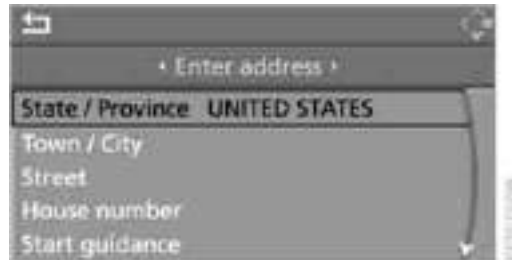 Enter address
State / Province UNITED STATES
Town / City
Street
House number
Start guidance